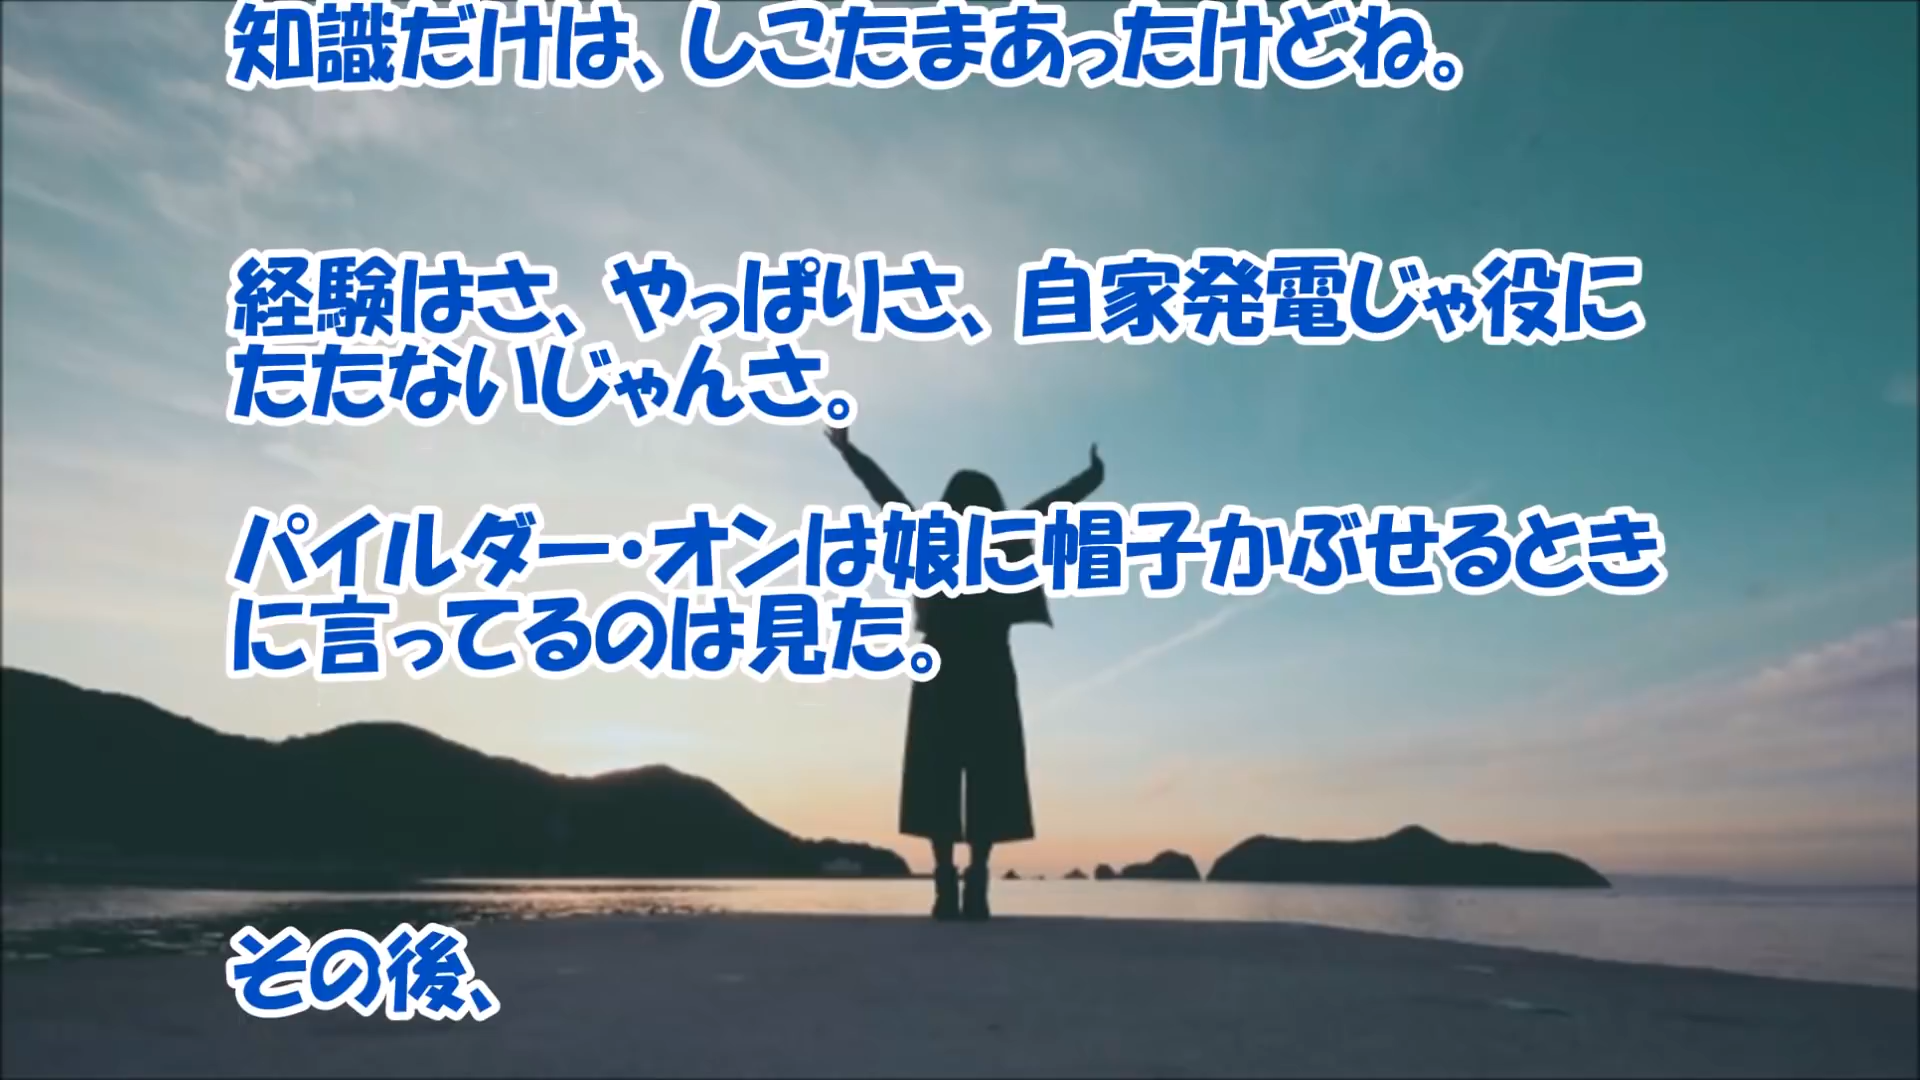 知識だけは、しこたまあったけどね。
経験はさ、やっぱりさ、自家発電じゃ役に
たたないじゃんさ。
パイルダー・オンは娘に帽子かぶせるとき
に言ってるのは見た。
その後、